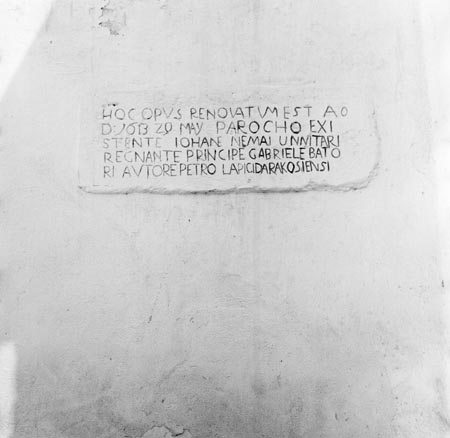 HOC OPVS RENOVATVM EST AO
D 1613 29 MAY PAROCHO EXI
STENTE IOHANE NEMAI UNNITARI
REGNANTE PRINCIPE GABRIELE BATO
RI AVTORE PETRO LAPICIDA RAKOSIENSI